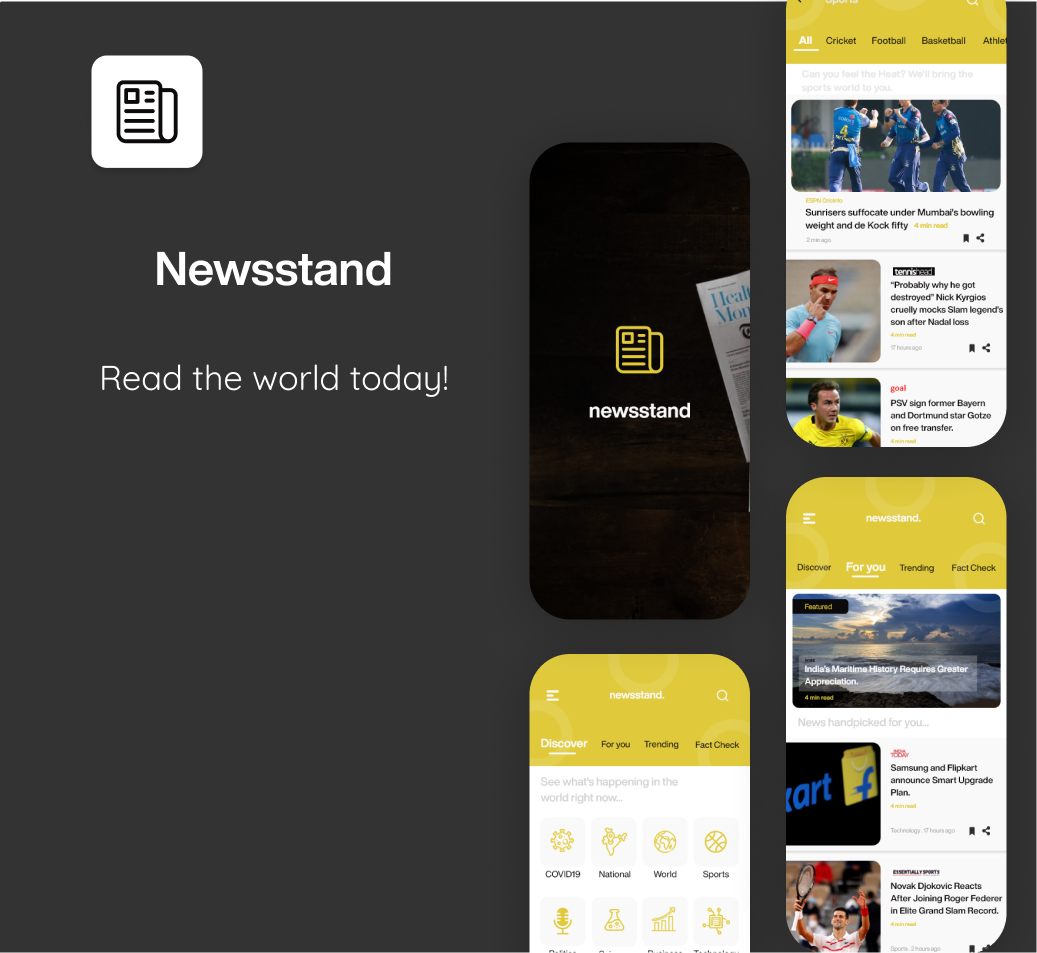 Newsstand
Read the world today!
Healt
Mon
newsstand
newsstand.
Discover
For you
Trending
Fact Check
See what's happening in the
world right now...
COVID19
National
World
Sports
Sports
All
Cricket
Football
Basketball
Athlet
Can you feel the Heat? We'll bring the
sports world to you.
4
ESPN Cricinfo
Sunrisers suffocate under Mumbai's bowling
weight and de Kock fifty 4 min read
2 min ago
tennishead
“Probably why he got
destroyed” Nick Kyrgios
cruelly mocks Slam legend's
son after Nadal loss
4 min read
17 hours ago
goal
PSV sign former Bayern
and Dortmund star Gotze
on free transfer.
4 min read
newsstand.
Discover
For you
Trending
Fact Check
Featured
India's Maritime History Requires Greater
Appreciation.
4 min read
News handpicked for you...
kart
f
INDIA
TODAY
Samsung and Flipkart
announce Smart Upgrade
Plan.
4 min read
Technology . 17 hours ago
ESSENTIALLY SPORTS
Novak Djokovic Reacts
After Joining Roger Federer
in Elite Grand Slam Record.
4 min read
Sports . 2 hours ago